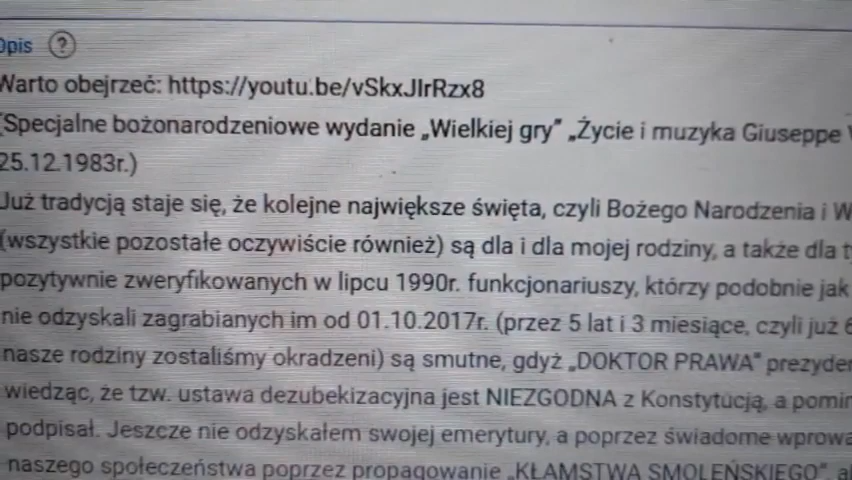 Opis ?
Warto obejrzeć: https://youtu.be/vSkxJIrRzx8
(Specjalne bożonarodzeniowe wydanie „Wielkiej gry" „Życie i muzyka Giuseppe
25.12.1983r.)
Już tradycją staje się, że kolejne największe święta, czyli Bożego Narodzenia i W
(wszystkie pozostałe oczywiście również) są dla i dla mojej rodziny, a także dla
pozytywnie zweryfikowanych w lipcu 1990r. funkcjonariuszy, którzy podobnie jak
nie odzyskali zagrabianych im od 01.10.2017r. (przez 5 lat i 3 miesiące, czyli już 6
nasze rodziny zostaliśmy okradzeni) są smutne, gdyż „DOKTOR PRAWA" prezyden
wiedząc, że tzw. ustawa dezubekizacyjna jest NIEZGODNA z Konstytucją, a pomi
podpisał. Jeszcze nie odzyskałem swojej emerytury, a poprzez świadome wprowa
naszego społeczeństwa poprzez propagowanie „KŁAMSTWA SMOLEŃSKIEGO"